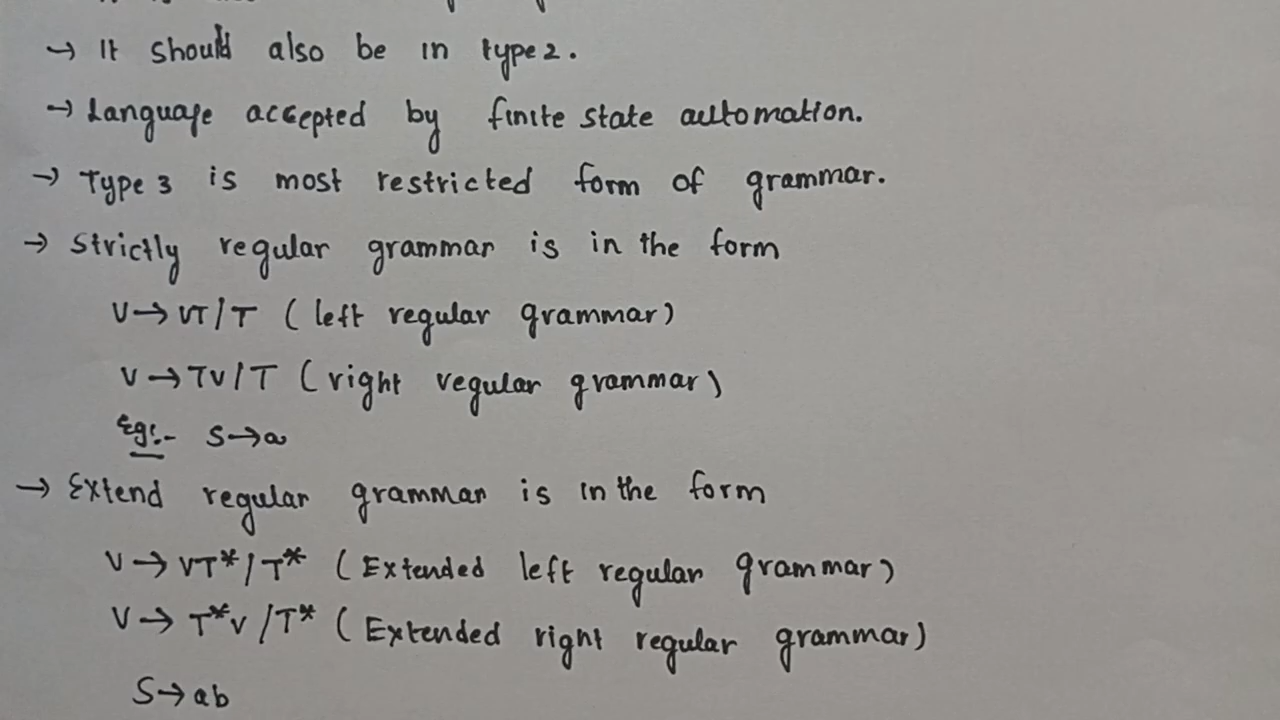 → It should also be in type 2.
→ Language accepted by finite state automation.
→ Type 3 is most restricted form of grammar.
→ Strictly regular grammar is in the form
V → VT/T (left regular grammar)
V → TV/T (right regular grammar)
Eg:- S → a
→ Extend regular grammar is in the form
V → VT*/T* (Extended left regular grammar)
V → T*V/T* (Extended right regular grammar)
S → ab